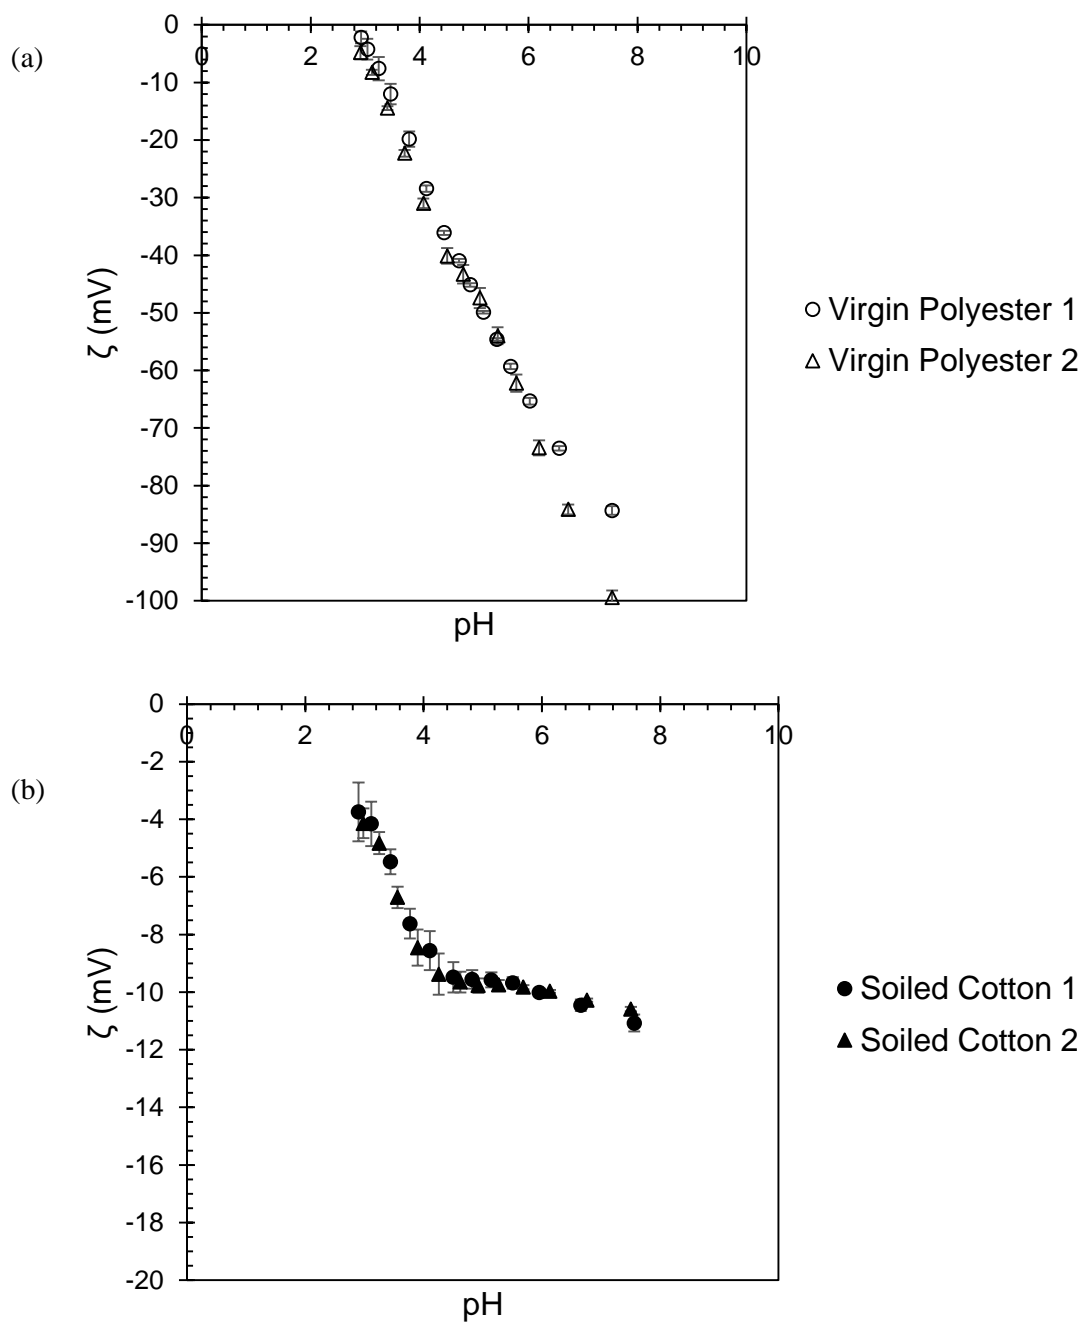 (a)
0
-10
-20
-30
-40
-50
-60
-70
-80
-90
-100
0 2 4 6 8 10
ζ (mV)
pH
Virgin Polyester 1
Virgin Polyester 2
(b)
0
-2
-4
-6
-8
-10
-12
-14
-16
-18
-20
0 2 4 6 8 10
ζ (mV)
pH
Soiled Cotton 1
Soiled Cotton 2